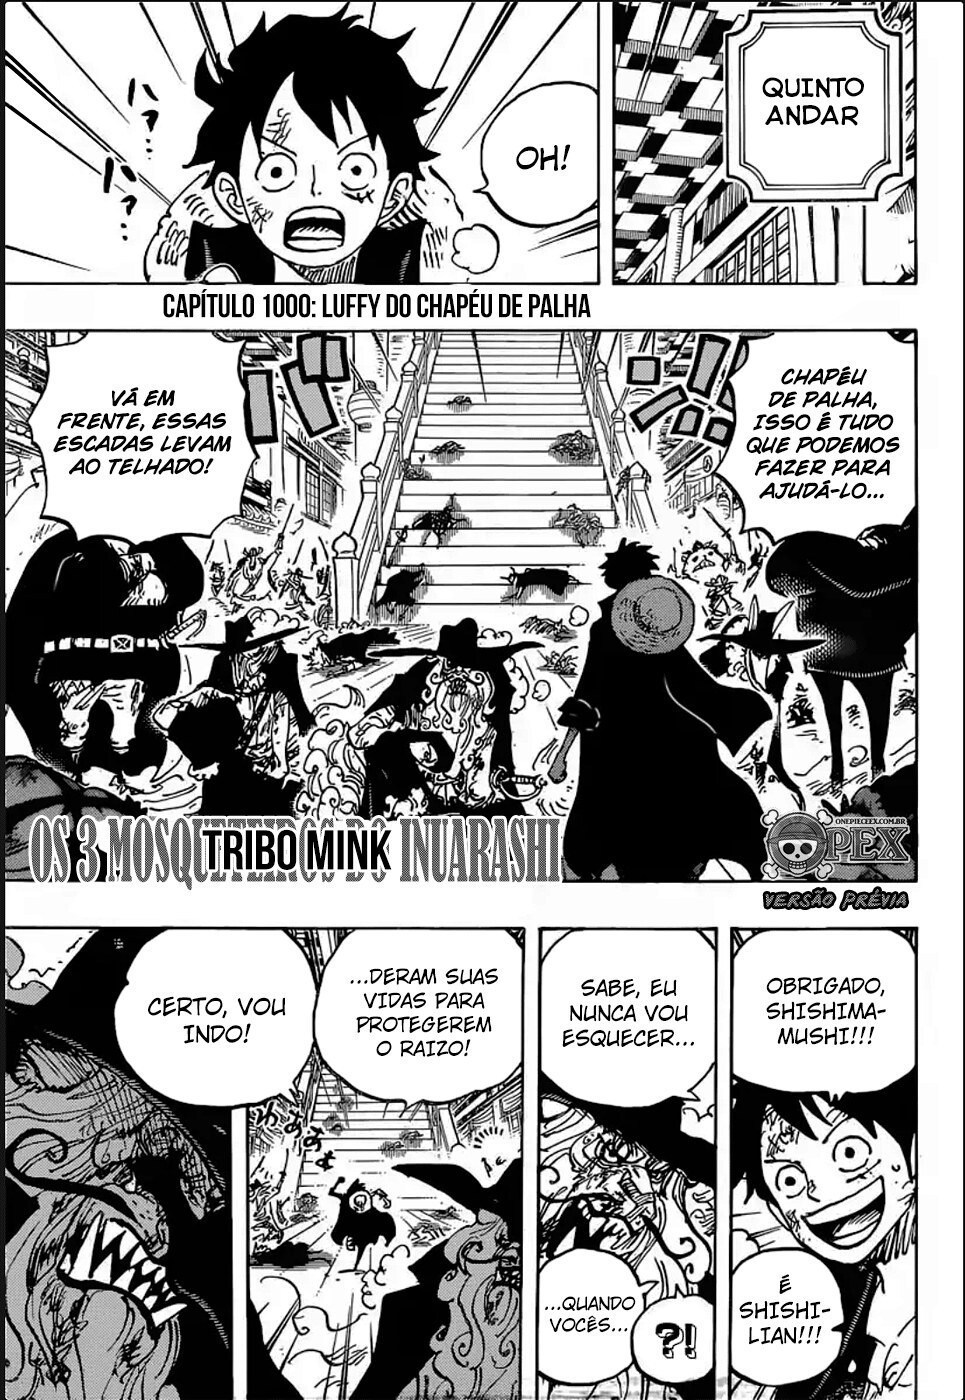 QUINTO
ANDAR
OH!
CAPÍTULO 1000: LUFFY DO CHAPÉU DE PALHA
CHAPÉU
DE PALHA,
ISSO É TUDO
QUE PODEMOS
FAZER PARA
AJUDÁ-LO...
VÁ EM
FRENTE, ESSAS
ESCADAS LEVAM
AO TELHADO!
OS 3 MOSQUETEIROS DO INUARASHI
TRIBO MINK
ONEPIECEEX.COM.BR
OPEX
VERSÃO PRÉVIA
OBRIGADO,
SHISHIMA-
MUSHI!!!
É
SHISHI-
LIAN!!!
SABE, EU
NUNCA VOU
ESQUECER...
?!
...QUANDO
VOCÊS...
...DERAM SUAS
VIDAS PARA
PROTEGEREM
O RAIZO!
CERTO, VOU
INDO!